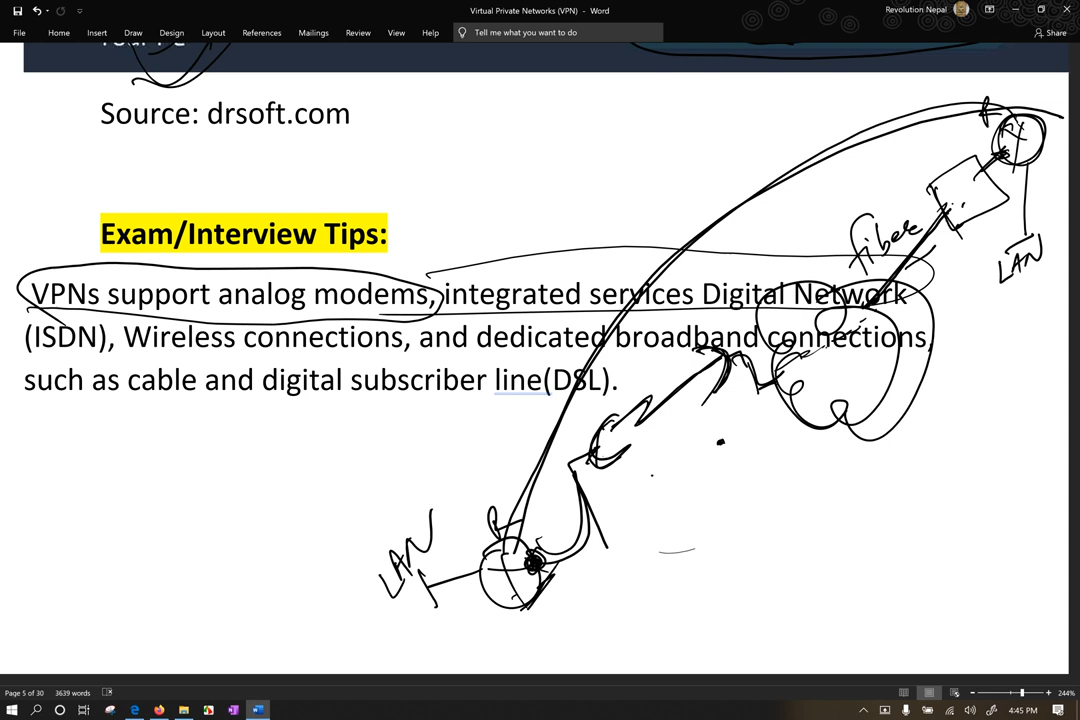 Virtual Private Networks (VPN) - Word
Revolution Nepal
File Home Insert Draw Design Layout References Mailings Review View Help Tell me what you want to do
Share
Source: drsoft.com
Exam/Interview Tips:
VPNs support analog modems, integrated services Digital Network
(ISDN), Wireless connections, and dedicated broadband connections,
such as cable and digital subscriber line(DSL).
R
fiber
LAN
R
LAN
Page 5 of 30 3639 words
244%
4:45 PM